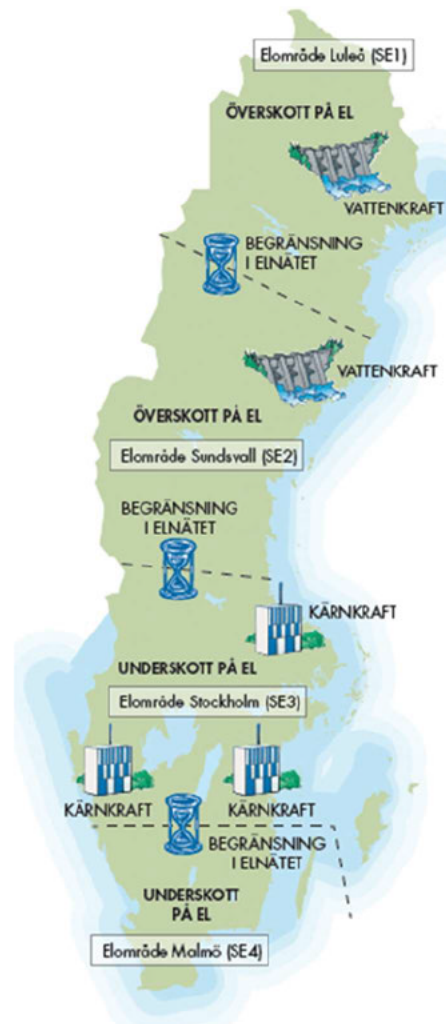 Elområde Luleå (SE1)
ÖVERSKOTT PÅ EL
VATTENKRAFT
BEGRÄNSNING
I ELNÄTET
VATTENKRAFT
ÖVERSKOTT PÅ EL
Elområde Sundsvall (SE2)
BEGRÄNSNING
I ELNÄTET
KÄRNKRAFT
UNDERSKOTT PÅ EL
Elområde Stockholm (SE3)
KÄRNKRAFT
KÄRNKRAFT
BEGRÄNSNING
I ELNÄTET
UNDERSKOTT
PÅ EL
Elområde Malmö (SE4)